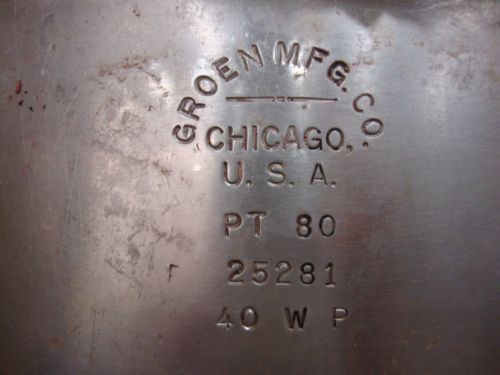 GROEN MFG. CO.
CHICAGO,
U. S. A.
PT 80
25281
40 W P